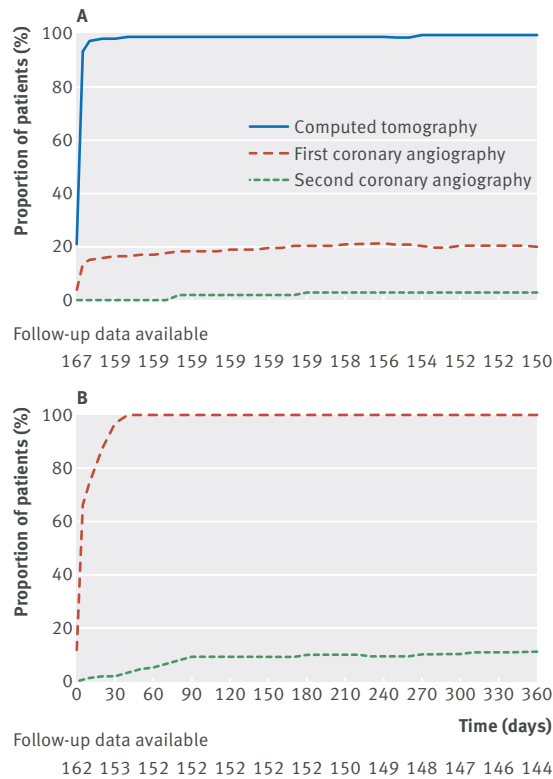 A
Proportion of patients (%)
100
80
60
40
20
0
Computed tomography
First coronary angiography
Second coronary angiography
Follow-up data available
167 159 159 159 159 159 159 158 156 154 152 152 150
B
Proportion of patients (%)
100
80
60
40
20
0
0 30 60 90 120 150 180 210 240 270 300 330 360
Time (days)
Follow-up data available
162 153 152 152 152 152 152 150 149 148 147 146 144